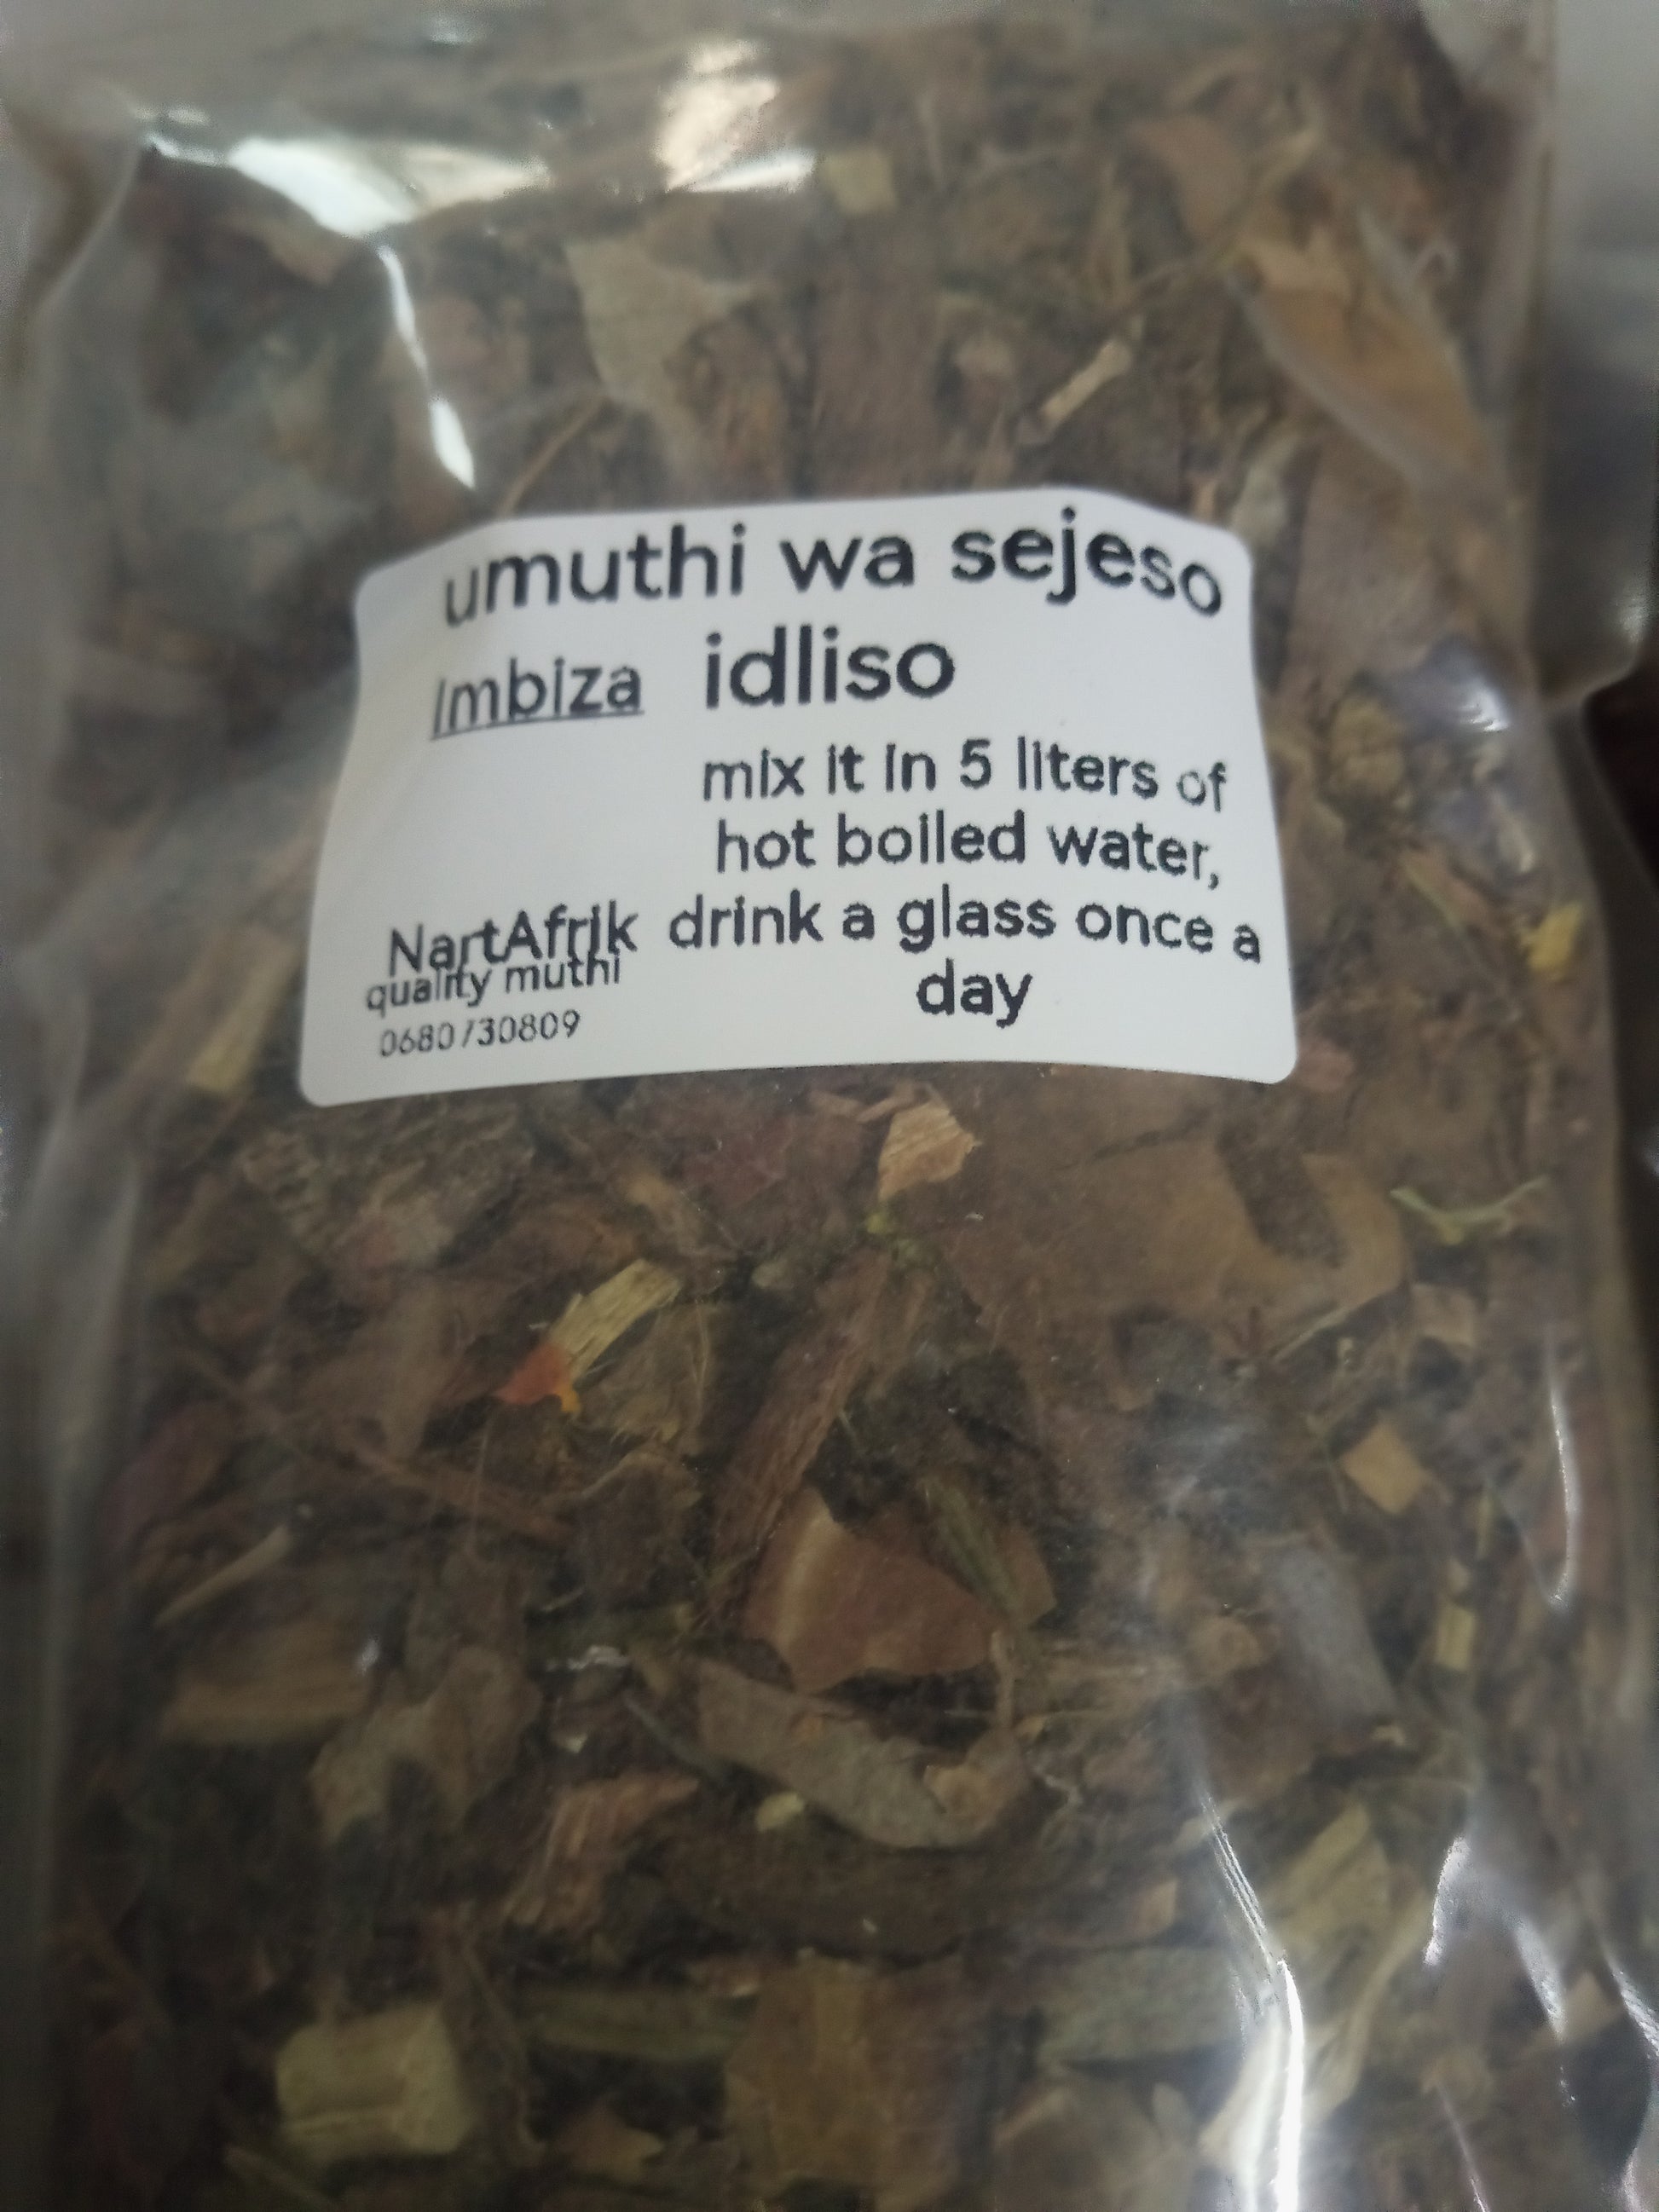 umuthi wa sejeso
idliso
Imbiza
mix it in 5 liters of
hot boiled water,
drink a glass once a
day
NartAfrik
quality muthi
0680730809